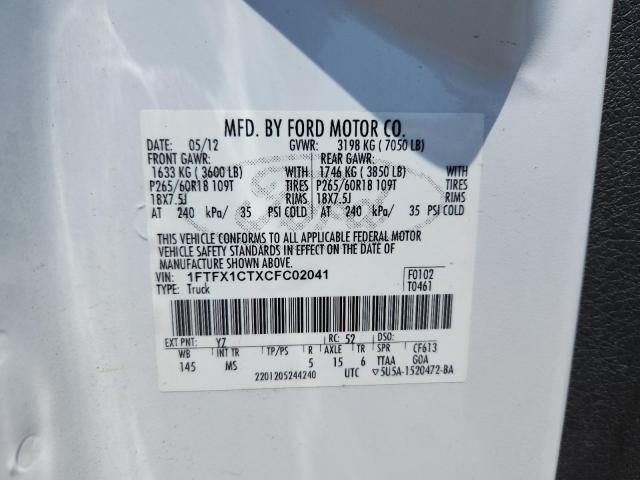 MFD. BY FORD MOTOR CO.
DATE: 05/12 GVWR: 3198 KG ( 7050 LB)
FRONT GAWR: REAR GAWR:
1633 KG ( 3600 LB) WITH 1746 KG ( 3850 LB) WITH
P265/60R18 109T TIRES P265/60R18 109T TIRES
18X7.5J RIMS 18X7.5J RIMS
AT 240 kPa/ 35 PSI COLD AT 240 kPa/ 35 PSI COLD
THIS VEHICLE CONFORMS TO ALL APPLICABLE FEDERAL MOTOR
VEHICLE SAFETY STANDARDS IN EFFECT ON THE DATE OF
MANUFACTURE SHOWN ABOVE.
VIN: 1FTFX1CTXCFC02041 F0102
TYPE: Truck T0461
EXT PNT: YZ RC: 52 DSO:
WB INT TR TP/PS R AXLE TR SPR CF613
145 MS 5 15 6 TTAA GOA
2201205244240 UTC ▽5U5A-1520472-BA
Ford